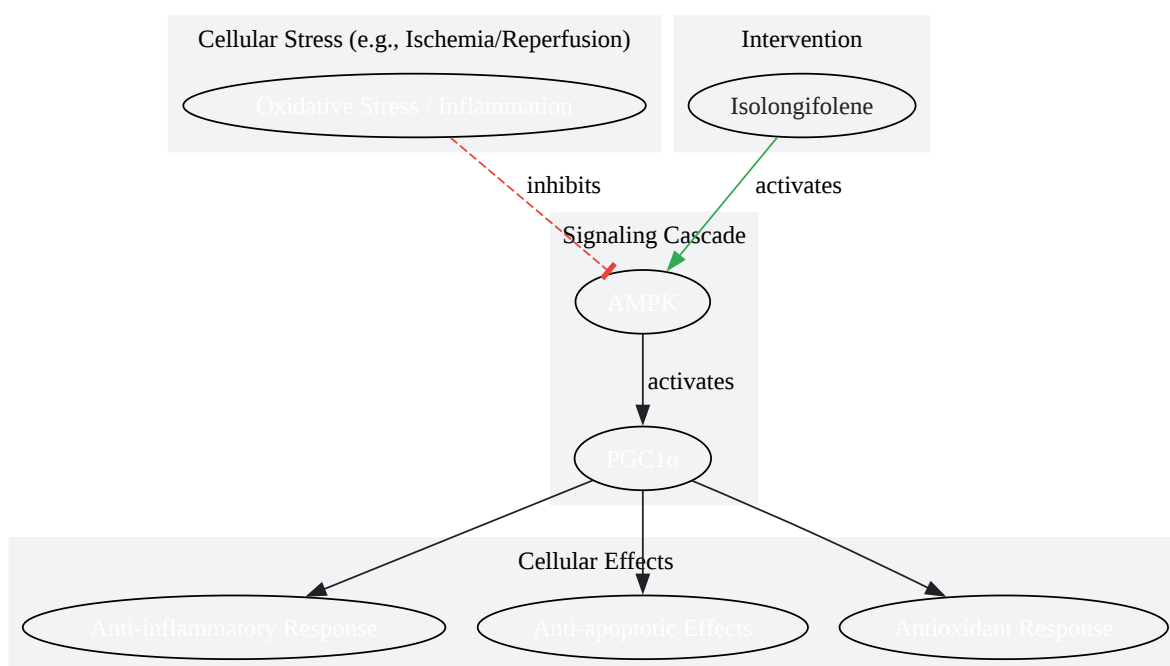 Cellular Stress (e.g., Ischemia/Reperfusion)
Intervention
Oxidative Stress / Inflammation
Isolongifolene
inhibits
activates
Signaling Cascade
AMPK
activates
PGC1α
Cellular Effects
Anti-inflammatory Response
Anti-apoptotic Effects
Antioxidant Response